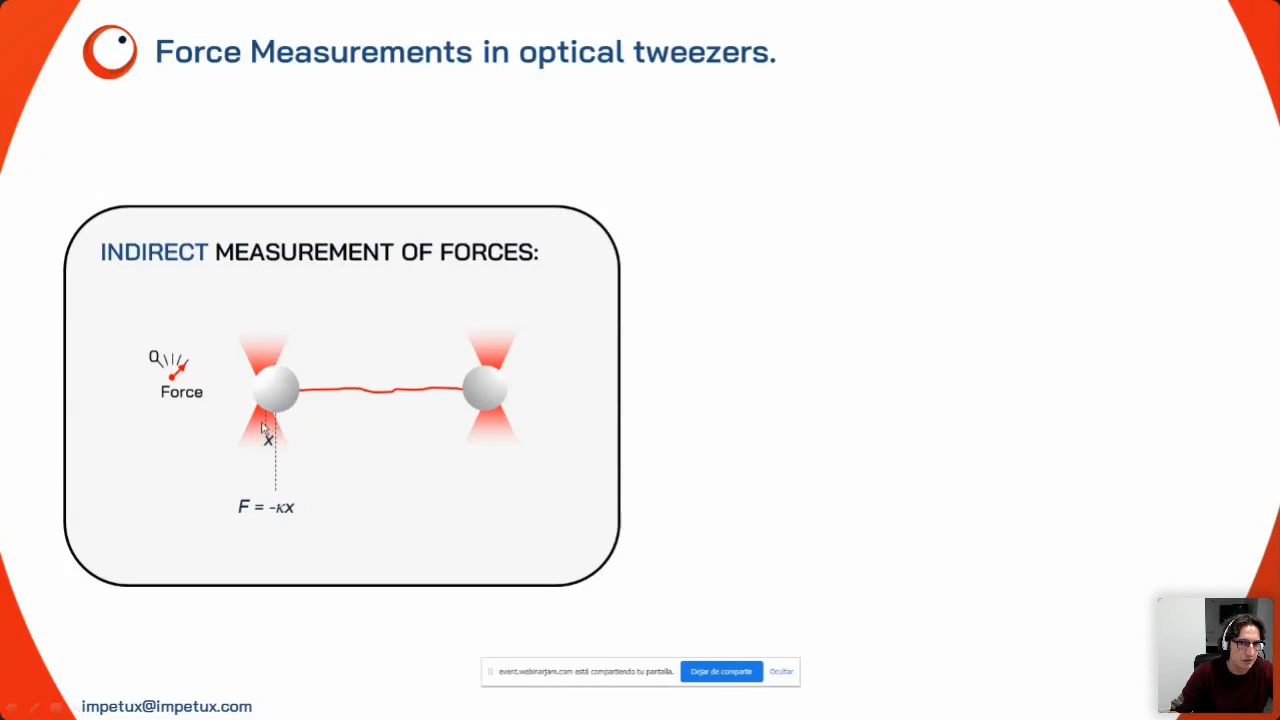 Force Measurements in optical tweezers.
INDIRECT MEASUREMENT OF FORCES:
0
Force
x
F = -κx
event.webinarjam.com está compartiendo tu pantalla.
Dejar de compartir
Ocultar
impetux@impetux.com